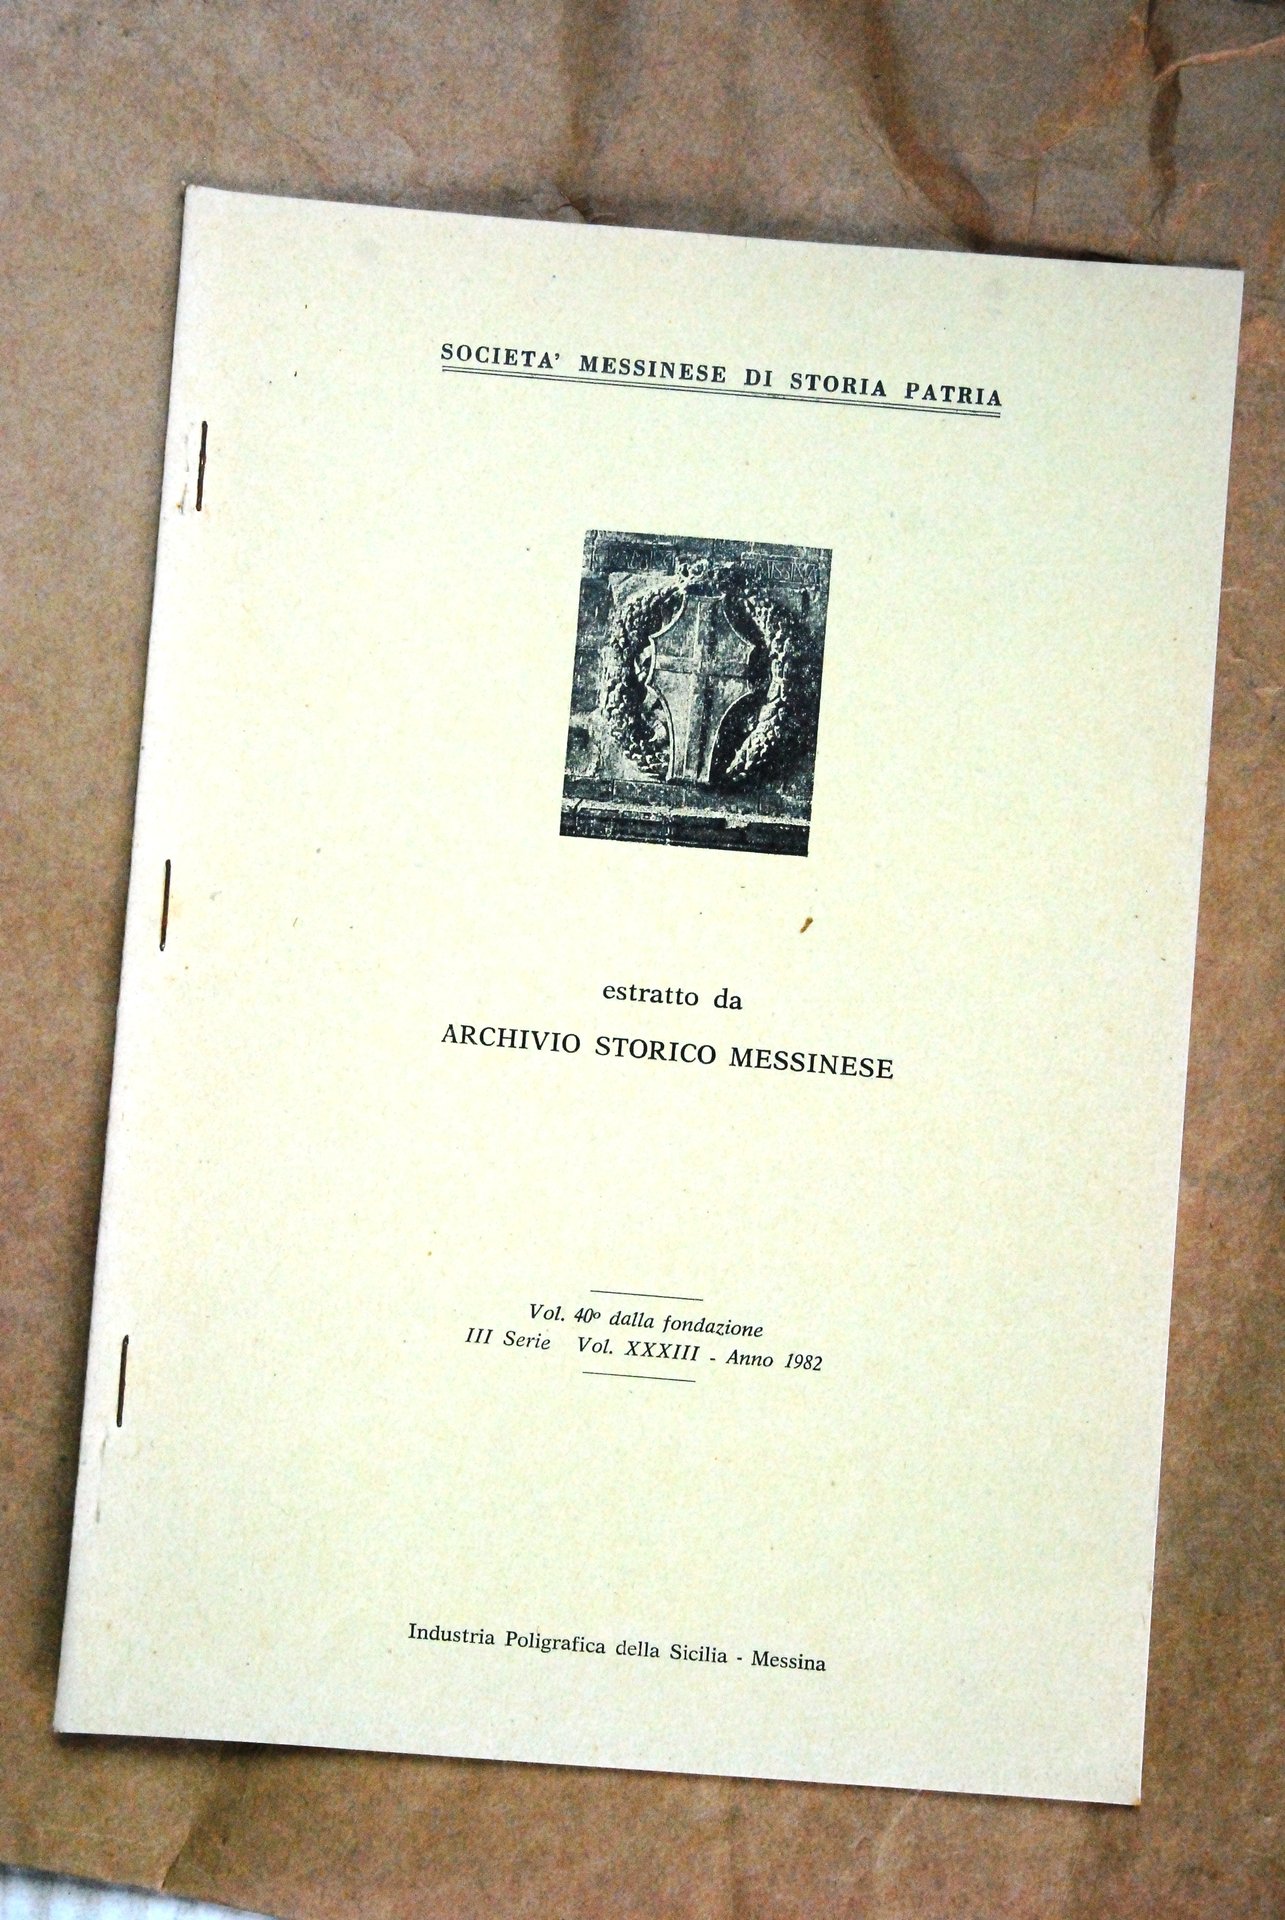 SOCIETA' MESSINESE DI STORIA PATRIA
estratto da
ARCHIVIO STORICO MESSINESE
Vol. 40º dalla fondazione
III Serie Vol. XXXIII - Anno 1982
Industria Poligrafica della Sicilia - Messina